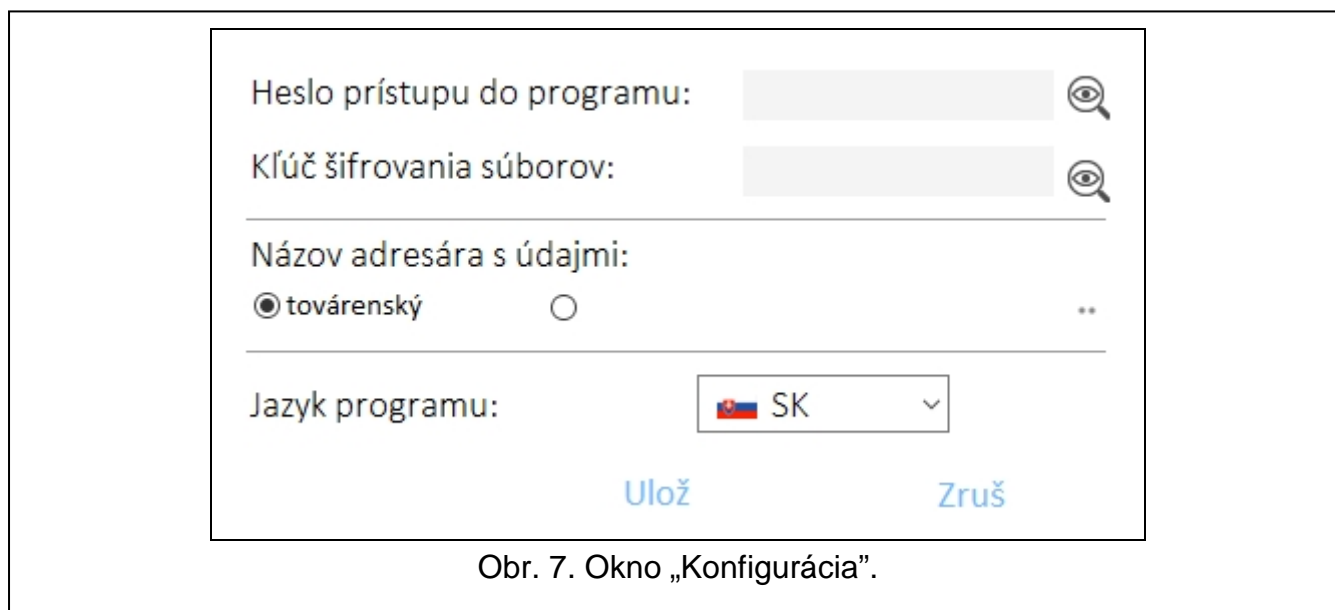 Heslo prístupu do programu:
Kľúč šifrovania súborov:
Názov adresára s údajmi:
továrenský
..
Jazyk programu: SK
Ulož Zruš
Obr. 7. Okno „Konfigurácia”.